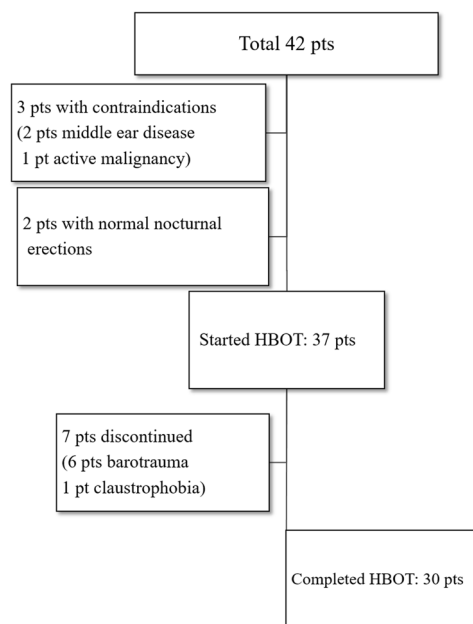 Total 42 pts
3 pts with contraindications
(2 pts middle ear disease
1 pt active malignancy)
2 pts with normal nocturnal
erections
Started HBOT: 37 pts
7 pts discontinued
(6 pts barotrauma
1 pt claustrophobia)
Completed HBOT: 30 pts